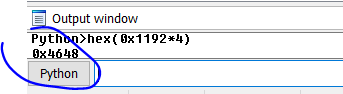 Output window
Python>hex(0x1192*4)
0x4648
Python